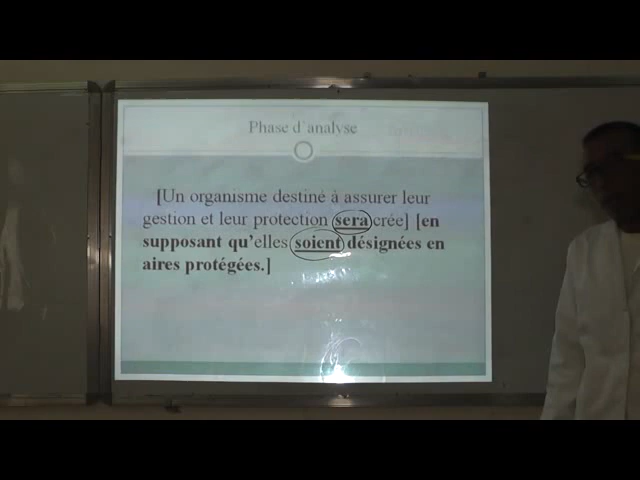 Phase d`analyse
[Un organisme destiné à assurer leur
gestion et leur protection sera crée] [en
supposant qu'elles soient désignées en
aires protégées.]